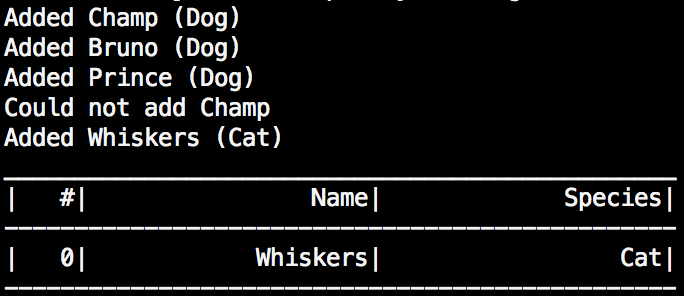 Added Champ (Dog)
Added Bruno (Dog)
Added Prince (Dog)
Could not add Champ
Added Whiskers (Cat)
| #| Name| Species|
| 0| Whiskers| Cat|